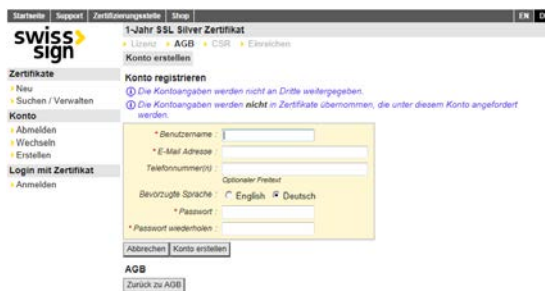 Startseite Support Zertifizierungsstelle Shop EN D
swiss sign
1-Jahr SSL Silver Zertifikat
Lizenz AGB CSR Einreichen
Konto erstellen
Zertifikate
Neu
Suchen / Verwalten
Konto
Abmelden
Wechseln
Erstellen
Login mit Zertifikat
Anmelden
Konto registrieren
Die Kontoangaben werden nicht an Dritte weitergegeben.
Die Kontoangaben werden nicht in Zertifikate übernommen, die unter diesem Konto angefordert
werden.
* Benutzername :
* E-Mail Adresse :
Telefonnummer(n) :
Optionaler Freitext
Bevorzugte Sprache : English Deutsch
* Passwort :
* Passwort wiederholen :
Abbrechen Konto erstellen
AGB
Zurück zu AGB